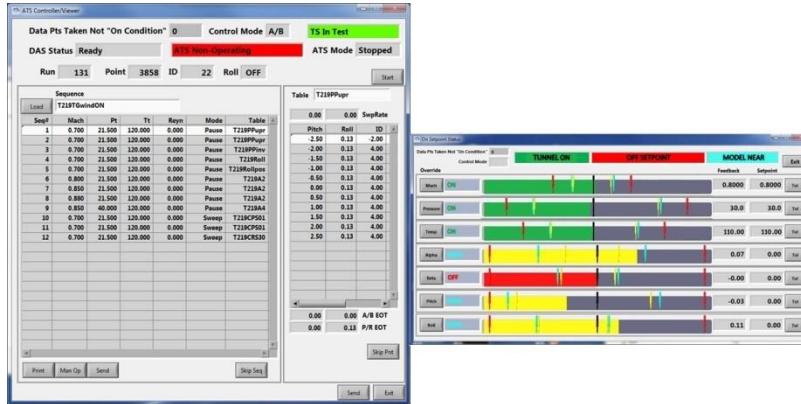 ATS Controller/Viewer
Data Pts Taken Not "On Condition" 0 Control Mode A/B TS In Test
DAS Status Ready ATS Non-Operating ATS Mode Stopped
Run 131 Point 3858 ID 22 Roll OFF Start
Sequence
Load T219TGwindON
Seq# Mach Pt Tt Reyn Mode Table
1 0.700 21.500 120.000 0.000 Pause T219PPupr
2 0.700 21.500 120.000 0.000 Pause T219PPupr
3 0.700 21.500 120.000 0.000 Pause T219PPinv
4 0.700 21.500 120.000 0.000 Pause T219Roll
5 0.700 21.500 120.000 0.000 Pause T219Rollpos
6 0.800 21.500 120.000 0.000 Pause T219A2
7 0.850 21.500 120.000 0.000 Pause T219A2
8 0.880 21.500 120.000 0.000 Pause T219A2
9 0.850 40.000 120.000 0.000 Pause T219A4
10 0.700 21.500 120.000 0.000 Sweep T219CPS01
11 0.700 21.500 120.000 0.000 Sweep T219CPS01
12 0.700 21.500 120.000 0.000 Sweep T219CRS30
Print Man Op Send Skip Seq
Table T219PPupr
0.00 0.00 SwpRate
Pitch Roll ID
-2.50 0.13 -2.00
-2.00 0.13 4.00
-1.50 0.13 4.00
-1.00 0.13 4.00
-0.50 0.13 4.00
0.00 0.13 4.00
0.50 0.13 4.00
1.00 0.13 4.00
1.50 0.13 4.00
2.00 0.13 4.00
2.50 0.13 4.00
0.00 0.00 A/B EOT
0.00 0.13 P/R EOT
Skip Pnt
Send Exit
On Setpoint Status
Data Pts Taken Not "On Condition"
Control Mode TUNNEL ON OFF SETPOINT MODEL NEAR Exit
Override Feedback Setpoint
Mach ON 0.8000 0.8000 Tol
Pressure ON 30.0 30.0 Tol
Temp ON 110.00 110.00 Tol
Alpha 0.07 0.00 Tol
Beta OFF -0.00 0.00 Tol
Pitch -0.03 0.00 Tol
Roll 0.11 0.00 Tol